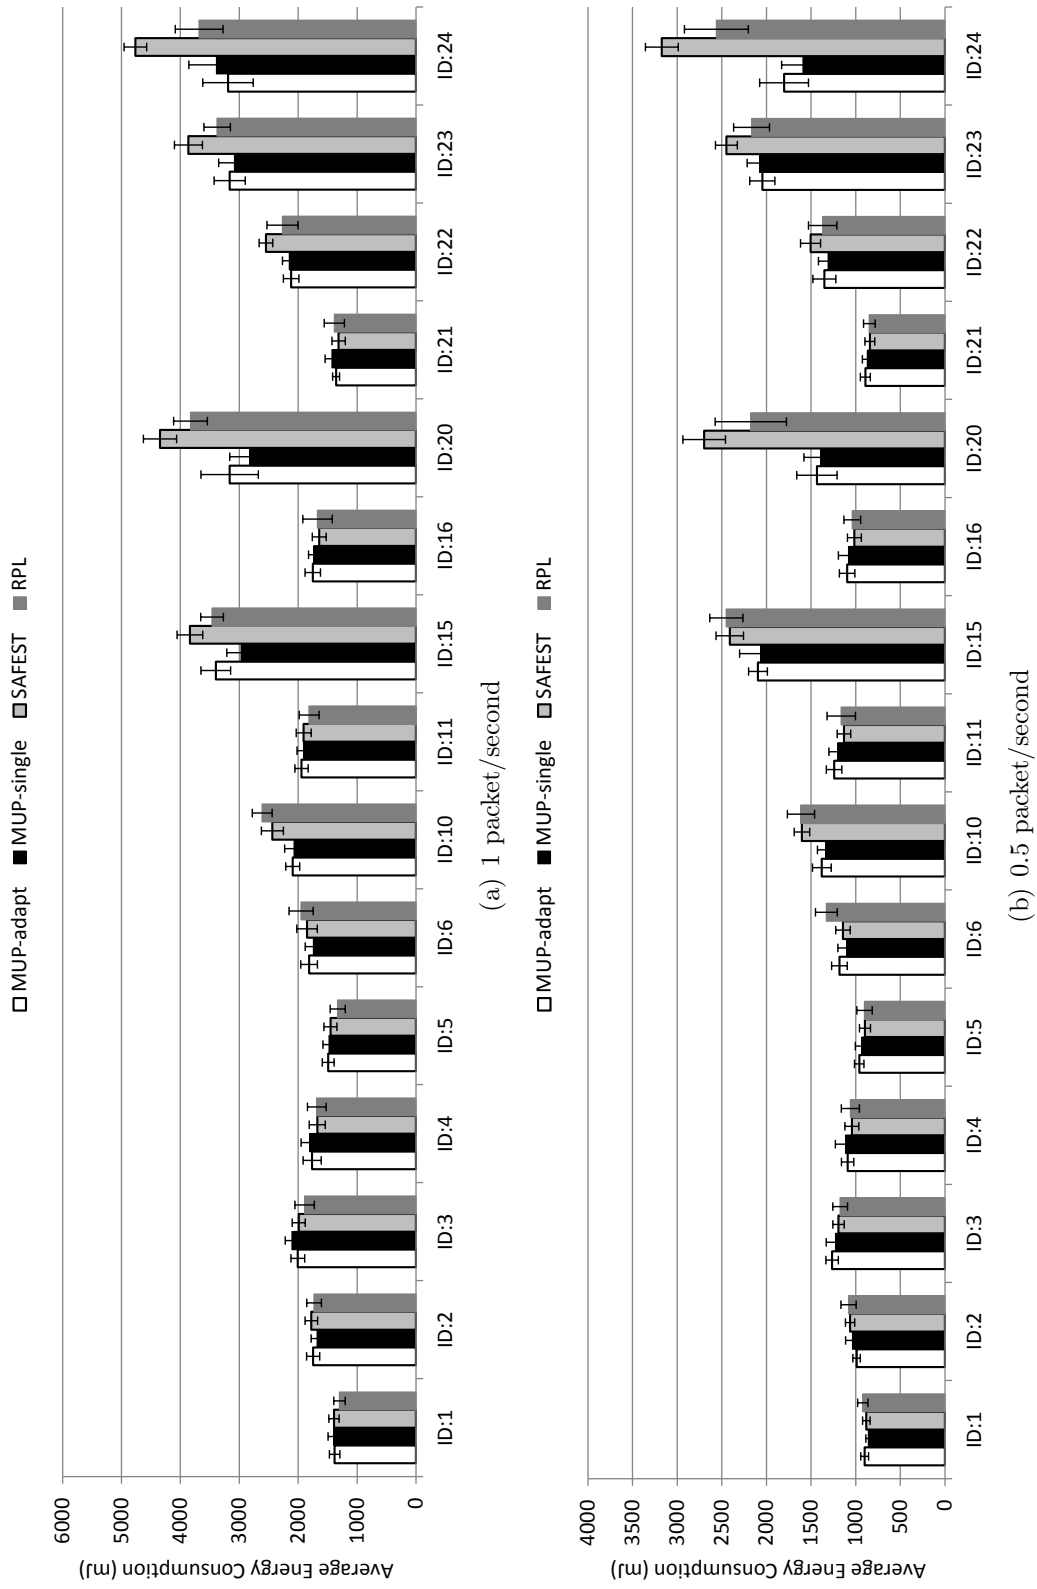 MUP-adapt MUP-single SAFEST RPL
Average Energy Consumption (mJ)
6000
5000
4000
3000
2000
1000
0
ID:1 ID:2 ID:3 ID:4 ID:5 ID:6 ID:10 ID:11 ID:15 ID:16 ID:20 ID:21 ID:22 ID:23 ID:24
(a) 1 packet/second
MUP-adapt MUP-single SAFEST RPL
Average Energy Consumption (mJ)
4000
3500
3000
2500
2000
1500
1000
500
0
ID:1 ID:2 ID:3 ID:4 ID:5 ID:6 ID:10 ID:11 ID:15 ID:16 ID:20 ID:21 ID:22 ID:23 ID:24
(b) 0.5 packet/second